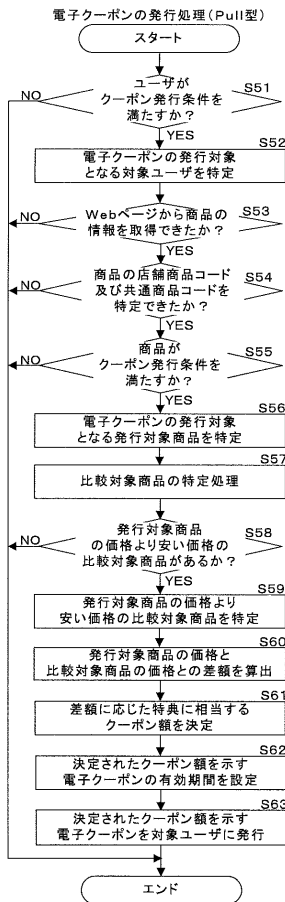 電子クーポンの発行処理(Pull型)
スタート
S51
ユーザが
クーポン発行条件を
満たすか?
NO
YES
S52
電子クーポンの発行対象
となる対象ユーザを特定
S53
Webページから商品の
情報を取得できたか?
NO
YES
S54
商品の店舗商品コード
及び共通商品コードを
特定できたか?
NO
YES
S55
商品が
クーポン発行条件を
満たすか?
NO
YES
S56
電子クーポンの発行対象
となる発行対象商品を特定
S57
比較対象商品の特定処理
S58
発行対象商品
の価格より安い価格の
比較対象商品があるか?
NO
YES
S59
発行対象商品の価格より
安い価格の比較対象商品を特定
S60
発行対象商品の価格と
比較対象商品の価格との差額を算出
S61
差額に応じた特典に相当する
クーポン額を決定
S62
決定されたクーポン額を示す
電子クーポンの有効期間を設定
S63
決定されたクーポン額を示す
電子クーポンを対象ユーザに発行
エンド